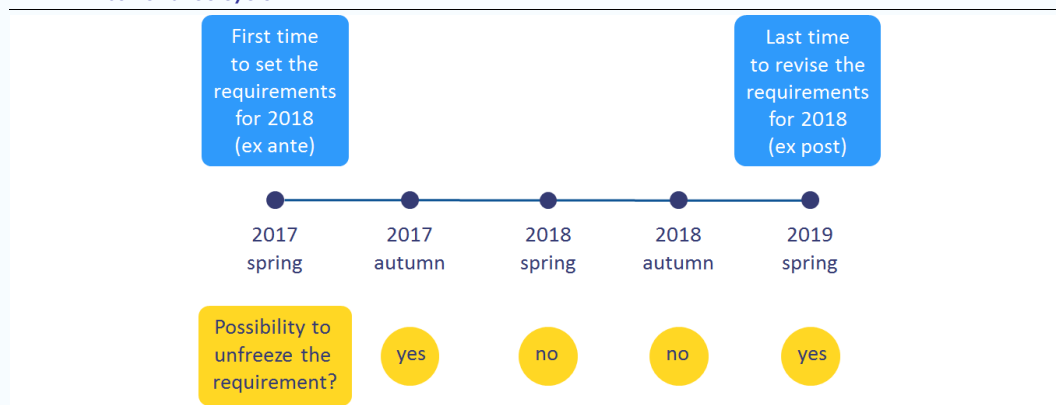 First time
to set the
requirements
for 2018
(ex ante)
Last time
to revise the
requirements
for 2018
(ex post)
2017
spring
2017
autumn
2018
spring
2018
autumn
2019
spring
Possibility to
unfreeze the
requirement?
yes
no
no
yes